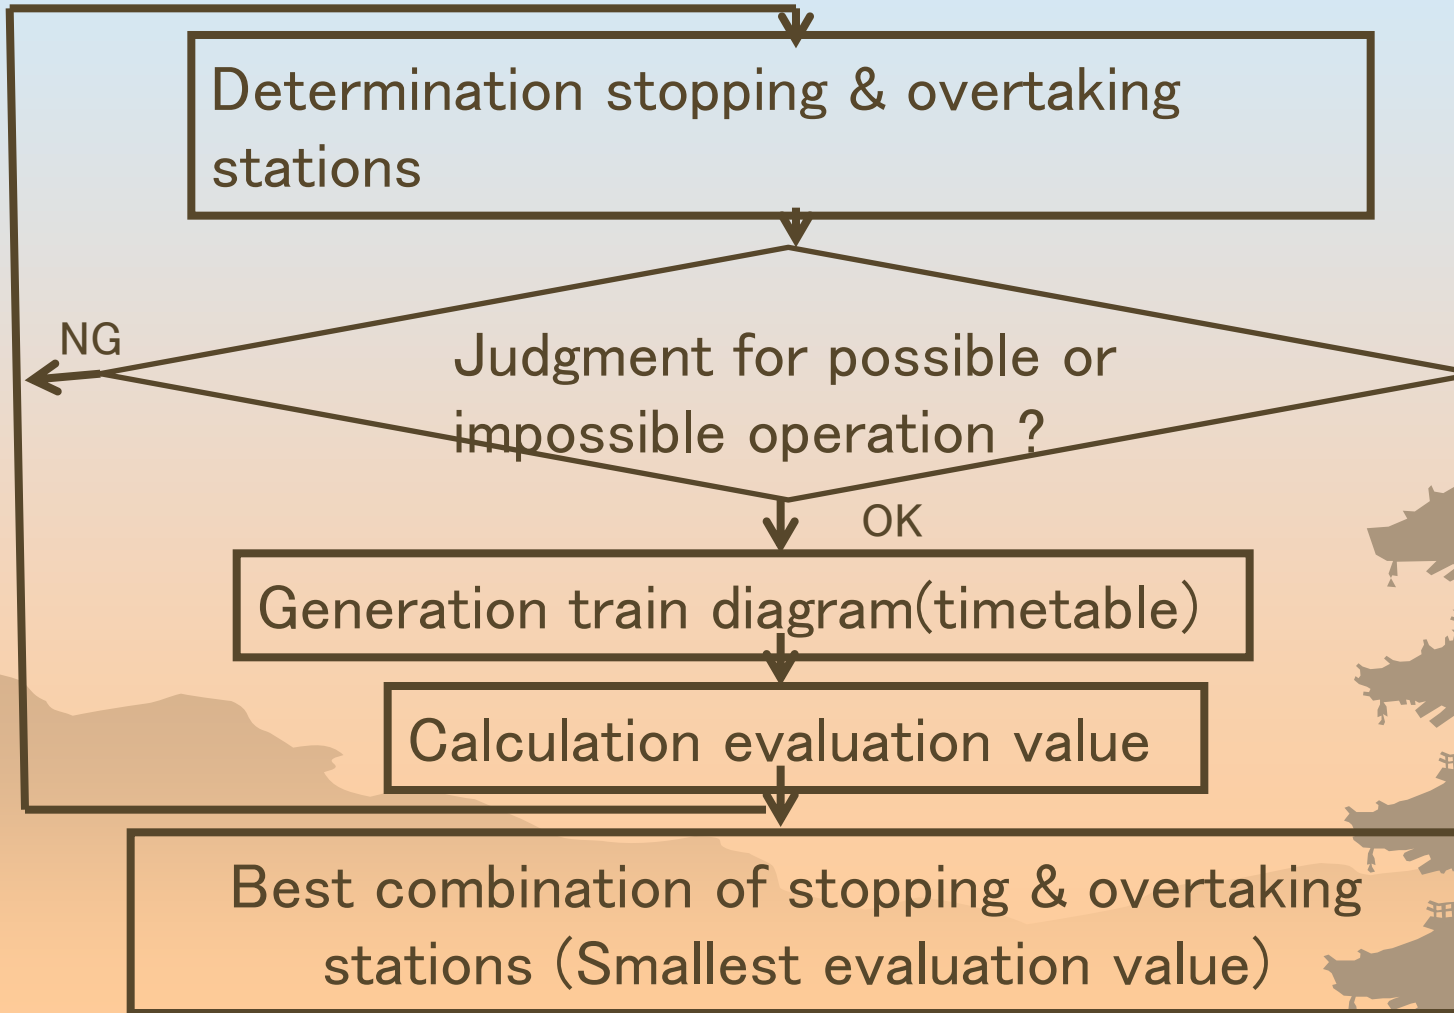 Determination stopping & overtaking
stations
NG
Judgment for possible or
impossible operation ?
OK
Generation train diagram(timetable)
Calculation evaluation value
Best combination of stopping & overtaking
stations (Smallest evaluation value)